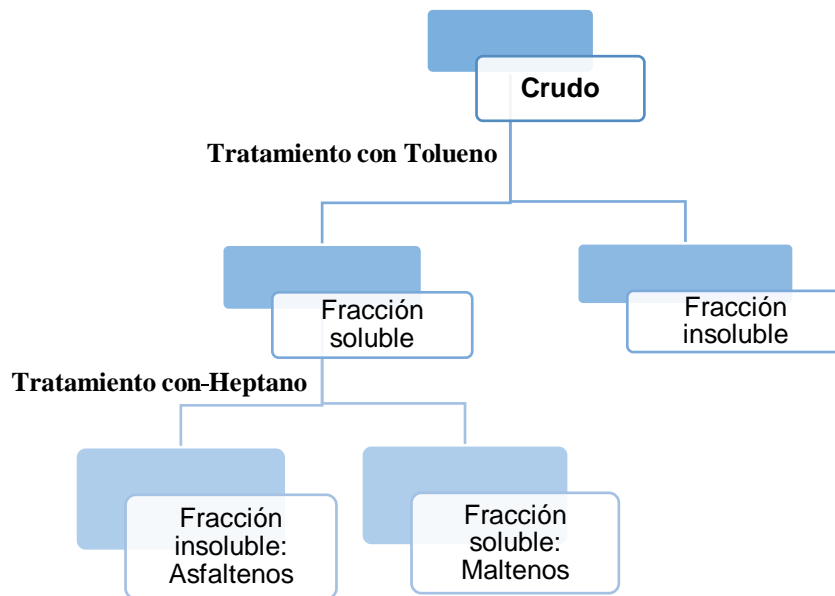 Crudo
Tratamiento con Tolueno
Fracción
soluble
Fracción
insoluble
Tratamiento con-Heptano
Fracción
insoluble:
Asfaltenos
Fracción
soluble:
Maltenos